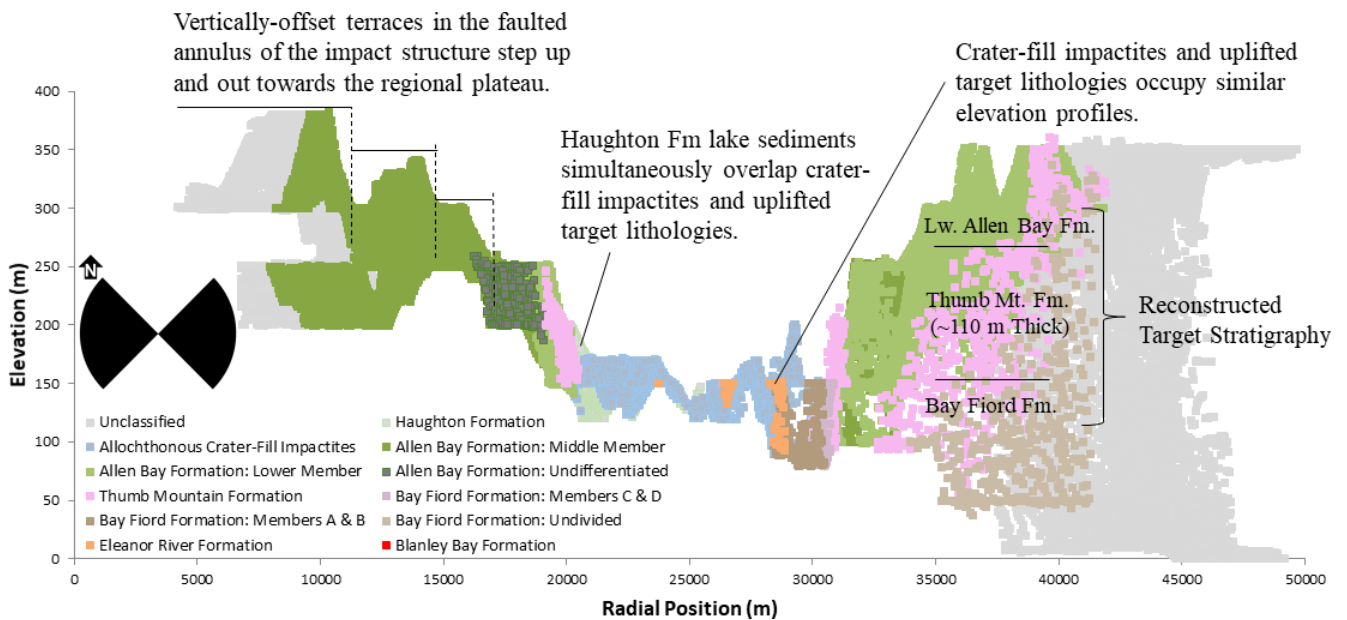 Vertically-offset terraces in the faulted
annulus of the impact structure step up
and out towards the regional plateau.
Crater-fill impactites and uplifted
target lithologies occupy similar
elevation profiles.
Haughton Fm lake sediments
simultaneously overlap crater-
fill impactites and uplifted
target lithologies.
400
350
300
250
200
150
100
50
0
Elevation (m)
N
Lw. Allen Bay Fm.
Thumb Mt. Fm.
(~110 m Thick)
Bay Fiord Fm.
Reconstructed
Target Stratigraphy
Unclassified
Haughton Formation
Allochthonous Crater-Fill Impactites
Allen Bay Formation: Middle Member
Allen Bay Formation: Lower Member
Allen Bay Formation: Undifferentiated
Thumb Mountain Formation
Bay Fiord Formation: Members C & D
Bay Fiord Formation: Members A & B
Bay Fiord Formation: Undivided
Eleanor River Formation
Blanley Bay Formation
0 5000 10000 15000 20000 25000 30000 35000 40000 45000 50000
Radial Position (m)